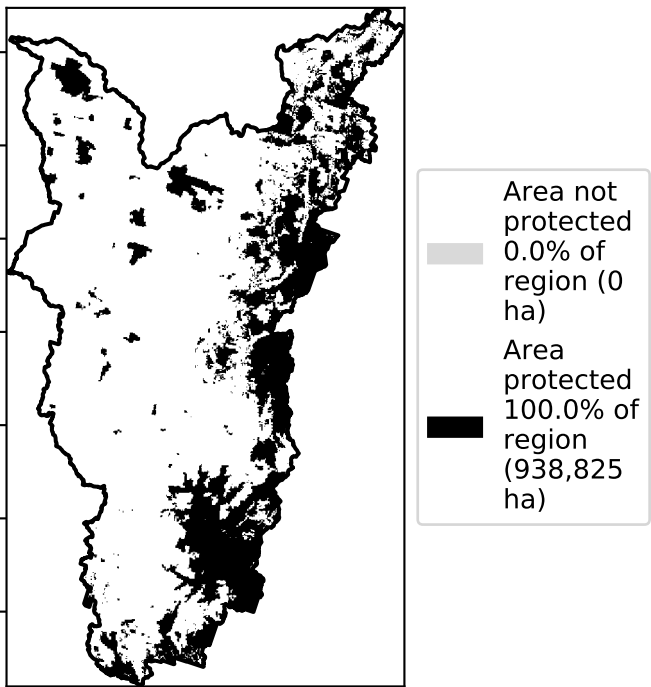 Area not
protected
0.0% of
region (0
ha)
Area
protected
100.0% of
region
(938,825
ha)